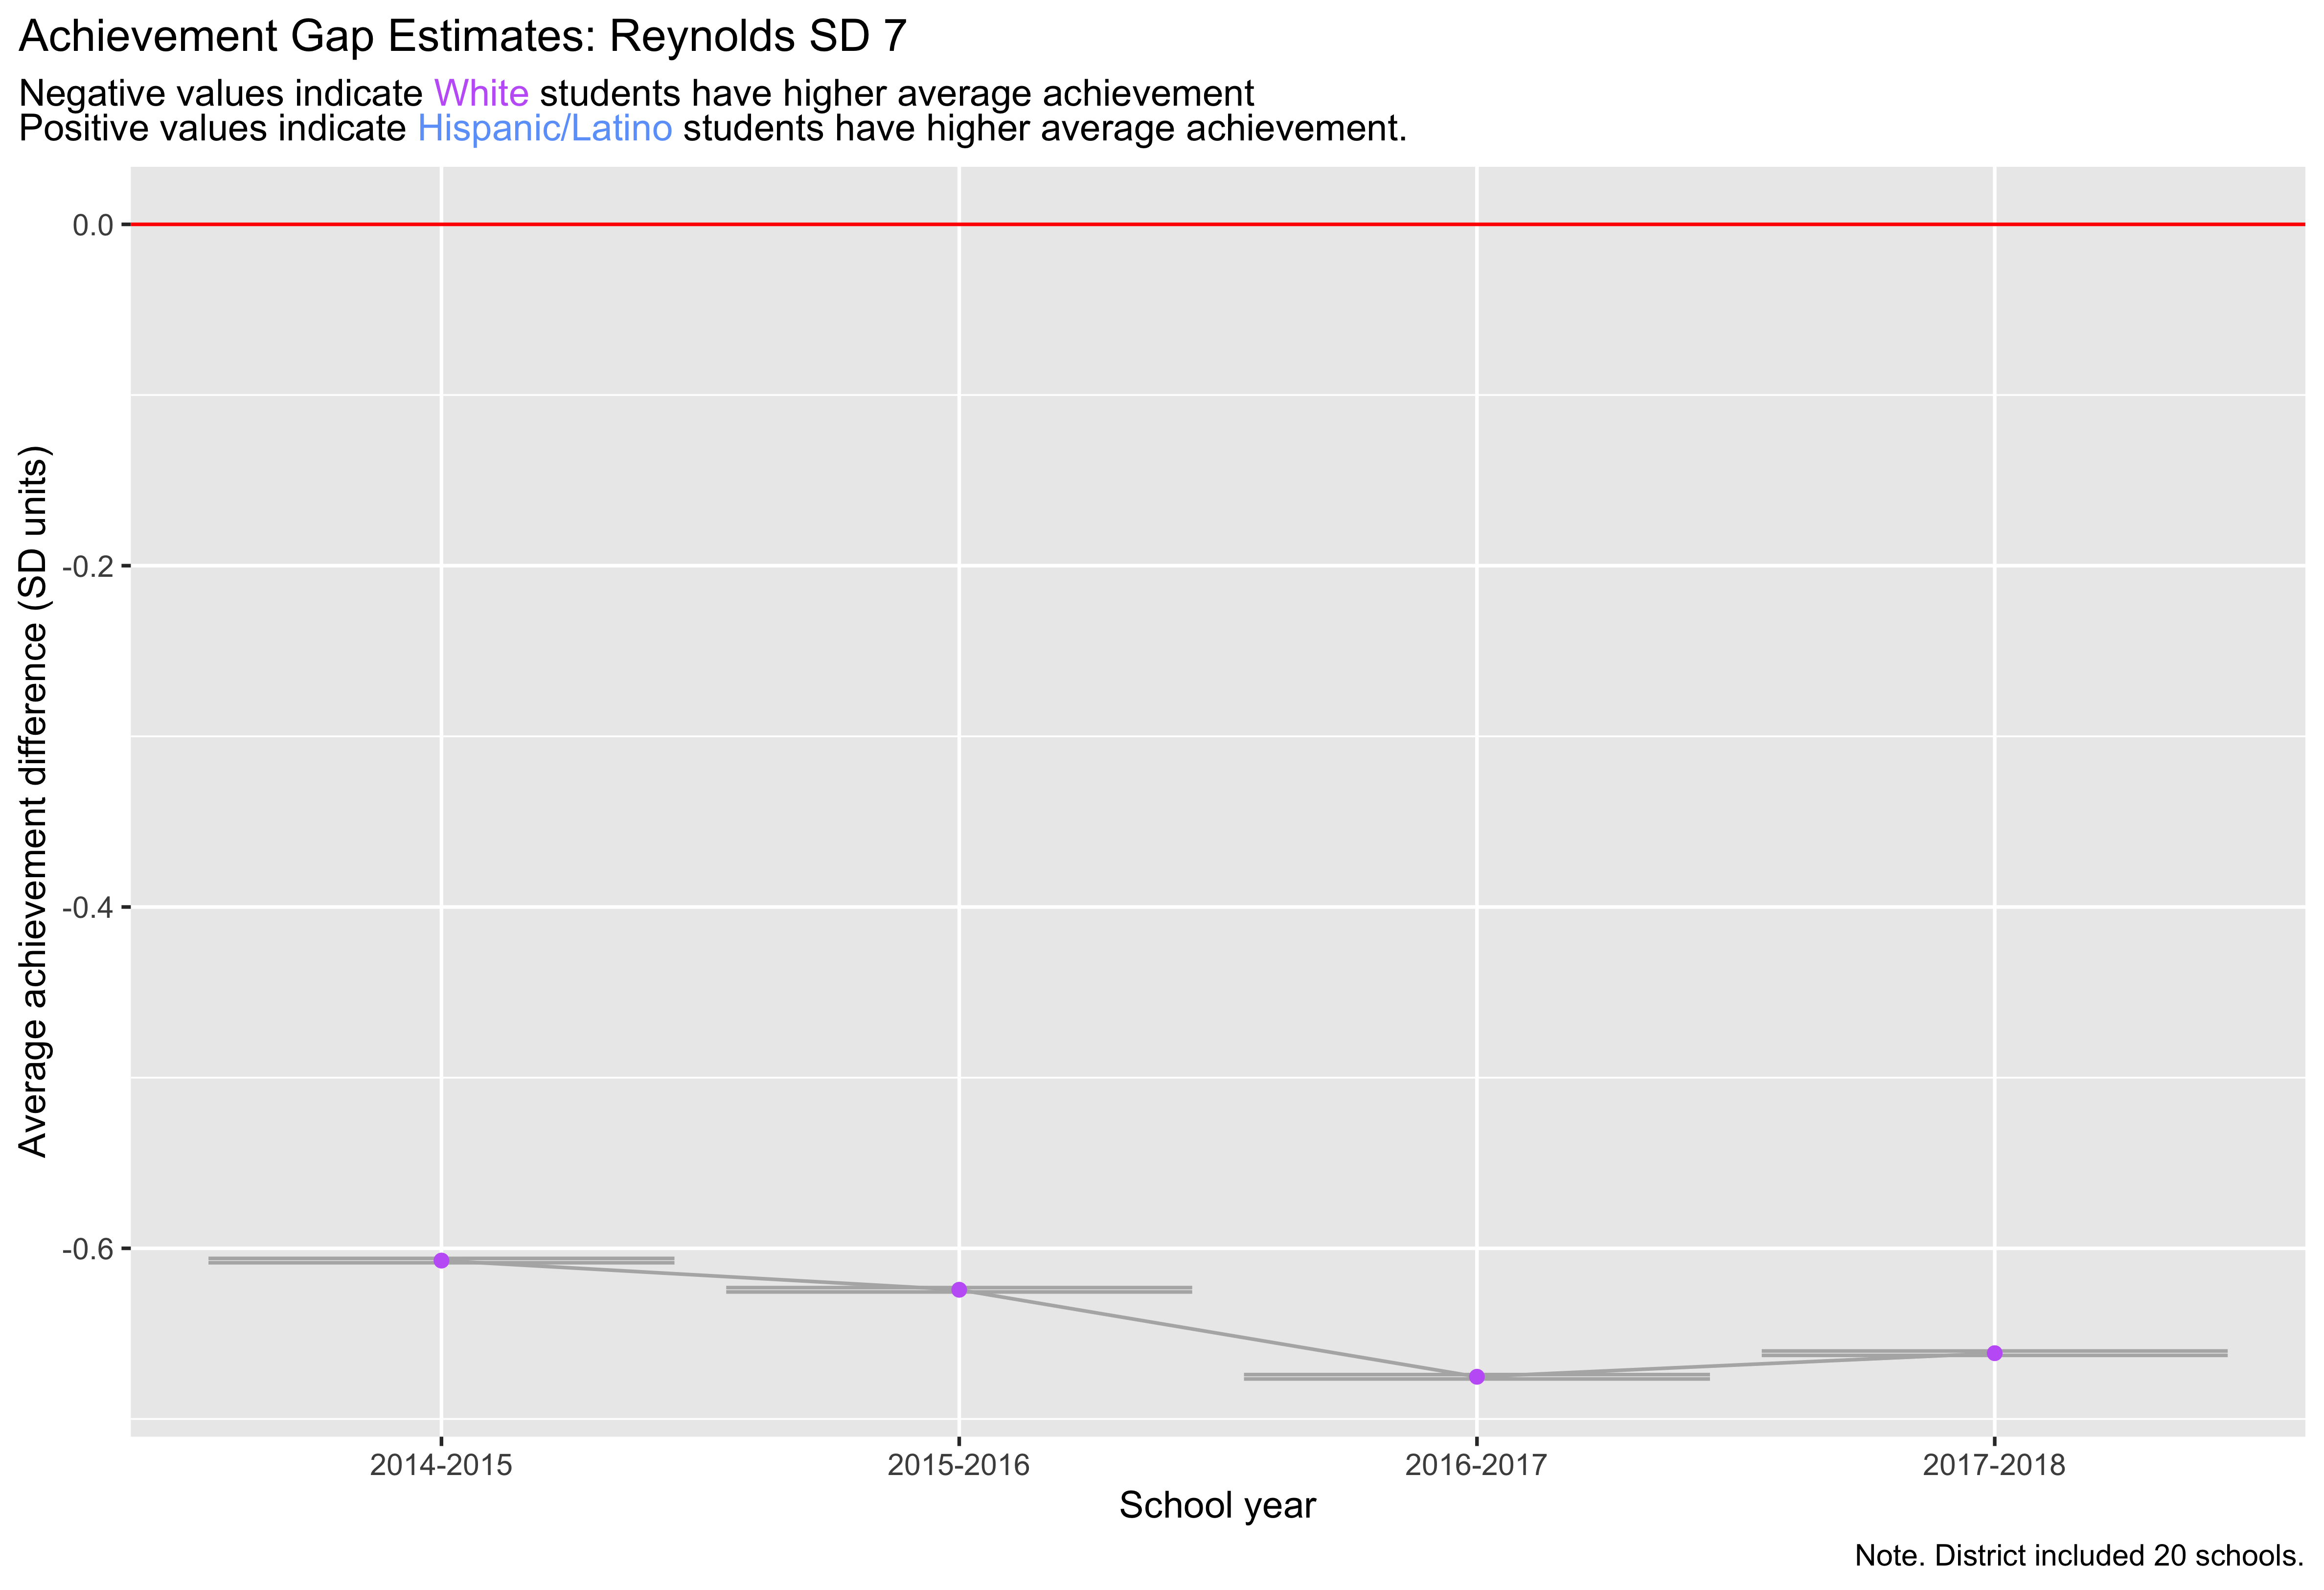 Achievement Gap Estimates: Reynolds SD 7
Negative values indicate White students have higher average achievement
Positive values indicate Hispanic/Latino students have higher average achievement.
Average achievement difference (SD units)
0.0
-0.2
-0.4
-0.6
2014-2015
2015-2016
2016-2017
2017-2018
School year
Note. District included 20 schools.